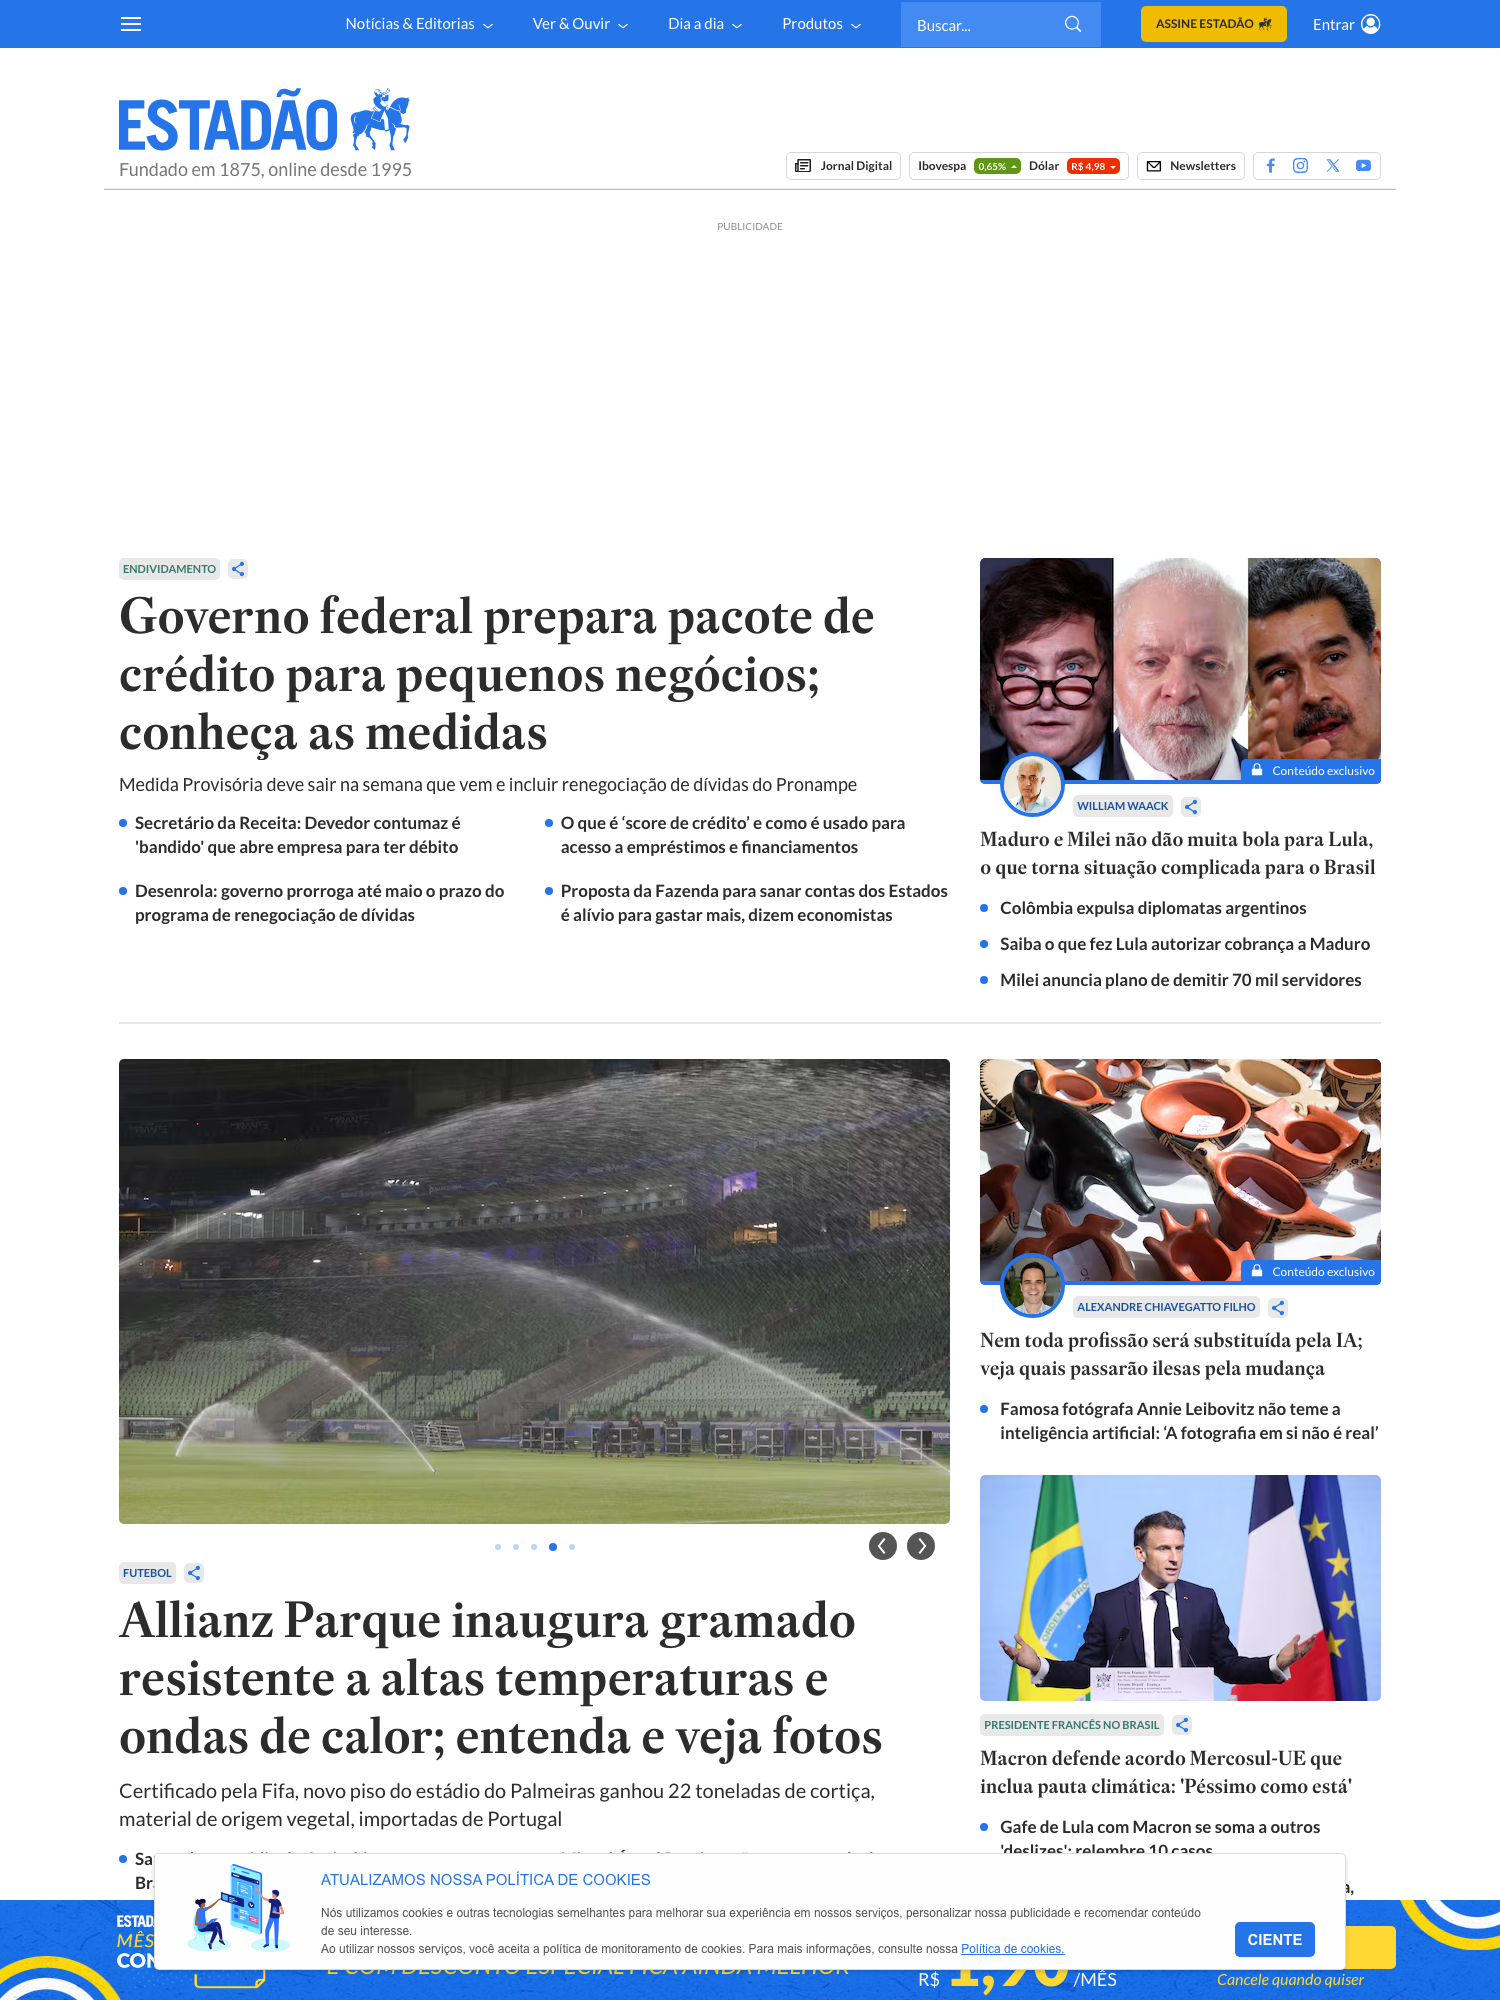 Notícias & Editorias
Ver & Ouvir
Dia a dia
Produtos
Buscar...
ASSINE ESTADÃO
Entrar
ESTADÃO
Fundado em 1875, online desde 1995
Jornal Digital
Ibovespa 0,65% Dólar R$ 4,98
Newsletters
PUBLICIDADE
ENDIVIDAMENTO
Governo federal prepara pacote de
crédito para pequenos negócios;
conheça as medidas
Medida Provisória deve sair na semana que vem e incluir renegociação de dívidas do Pronampe
Secretário da Receita: Devedor contumaz é
'bandido' que abre empresa para ter débito
O que é ‘score de crédito’ e como é usado para
acesso a empréstimos e financiamentos
Desenrola: governo prorroga até maio o prazo do
programa de renegociação de dívidas
Proposta da Fazenda para sanar contas dos Estados
é alívio para gastar mais, dizem economistas
Conteúdo exclusivo
WILLIAM WAACK
Maduro e Milei não dão muita bola para Lula,
o que torna situação complicada para o Brasil
Colômbia expulsa diplomatas argentinos
Saiba o que fez Lula autorizar cobrança a Maduro
Milei anuncia plano de demitir 70 mil servidores
FUTEBOL
Allianz Parque inaugura gramado
resistente a altas temperaturas e
ondas de calor; entenda e veja fotos
Certificado pela Fifa, novo piso do estádio do Palmeiras ganhou 22 toneladas de cortiça,
material de origem vegetal, importadas de Portugal
Conteúdo exclusivo
ALEXANDRE CHIAVEGATTO FILHO
Nem toda profissão será substituída pela IA;
veja quais passarão ilesas pela mudança
Famosa fotógrafa Annie Leibovitz não teme a
inteligência artificial: ‘A fotografia em si não é real’
PRESIDENTE FRANCÊS NO BRASIL
Macron defende acordo Mercosul-UE que
inclua pauta climática: 'Péssimo como está'
Gafe de Lula com Macron se soma a outros
'deslizes'; relembre 10 casos
ATUALIZAMOS NOSSA POLÍTICA DE COOKIES
Nós utilizamos cookies e outras tecnologias semelhantes para melhorar sua experiência em nossos serviços, personalizar nossa publicidade e recomendar conteúdo
de seu interesse.
Ao utilizar nossos serviços, você aceita a política de monitoramento de cookies. Para mais informações, consulte nossa Política de cookies.
CIENTE
MÊS
E COM DESCONTO ESPECIAL FICA AINDA MELHOR
R$ 1,90 /MÊS
Cancele quando quiser